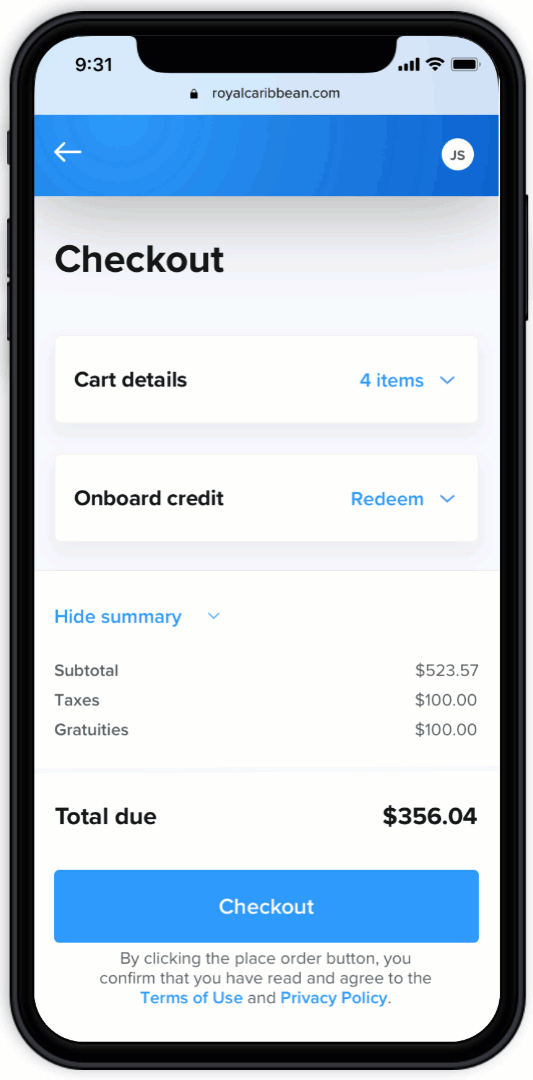 9:31
royalcaribbean.com
JS
Checkout
Cart details 4 items
Onboard credit Redeem
Hide summary
Subtotal $523.57
Taxes $100.00
Gratuities $100.00
Total due $356.04
Checkout
By clicking the place order button, you
confirm that you have read and agree to the
Terms of Use and Privacy Policy.